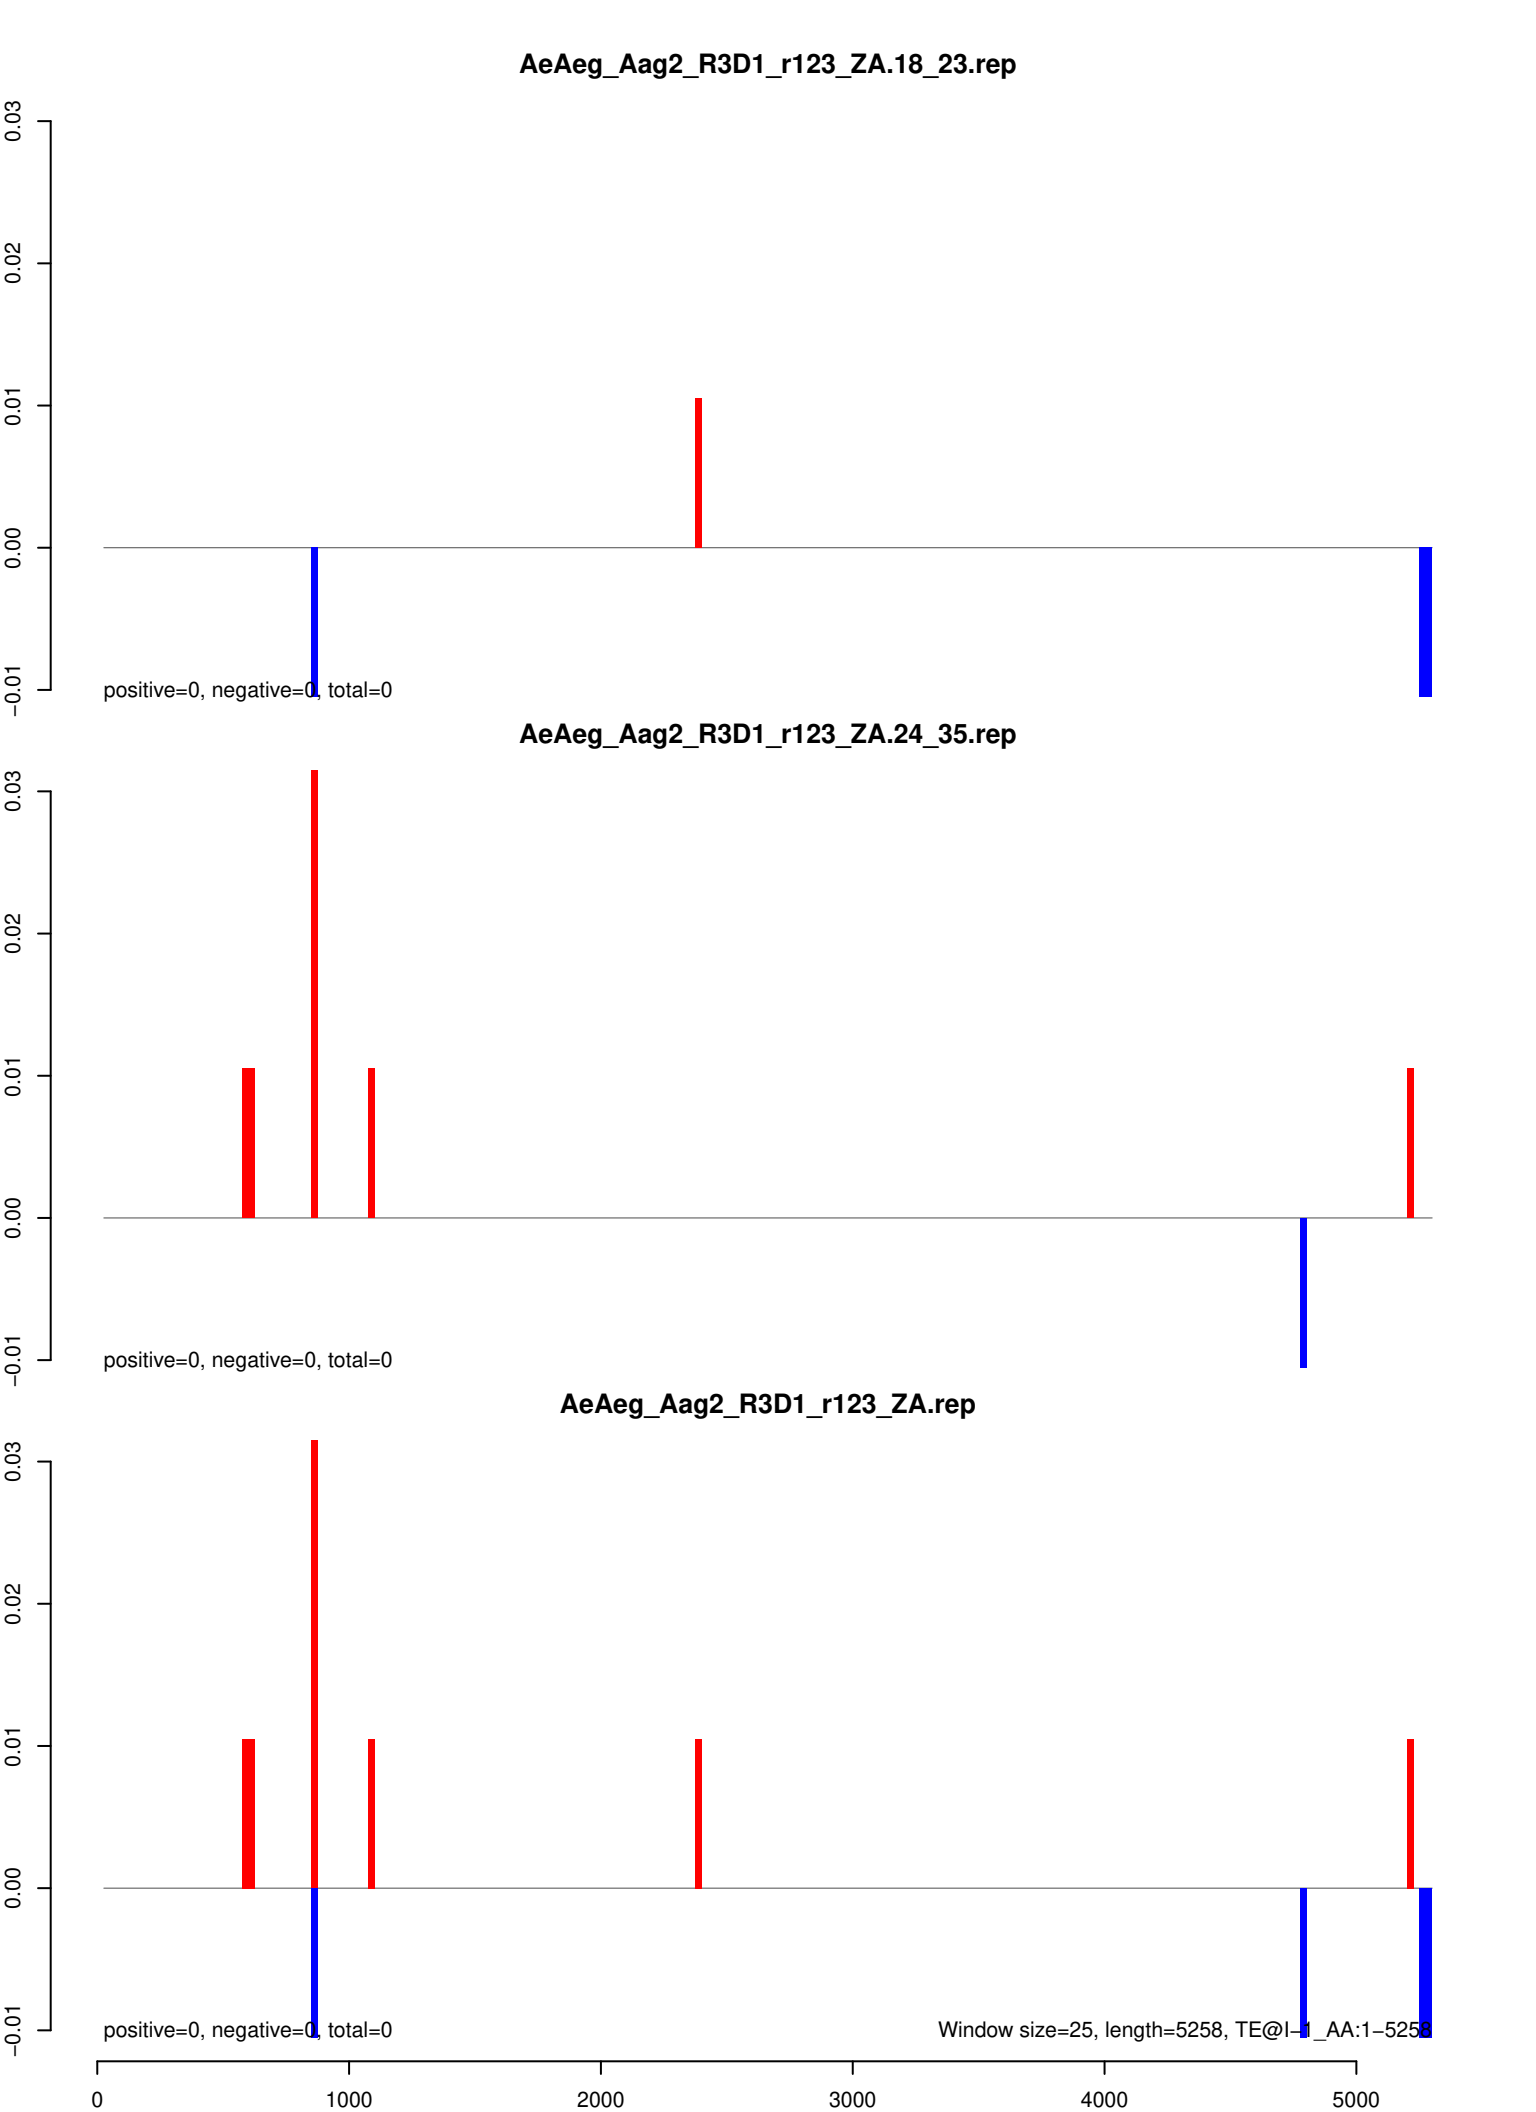 AeAeg_Aag2_R3D1_r123_ZA.18_23.rep
0.03
0.02
0.01
0.00
−0.01
positive=0, negative=0, total=0
AeAeg_Aag2_R3D1_r123_ZA.24_35.rep
0.03
0.02
0.01
0.00
−0.01
positive=0, negative=0, total=0
AeAeg_Aag2_R3D1_r123_ZA.rep
0.03
0.02
0.01
0.00
−0.01
positive=0, negative=0, total=0
Window size=25, length=5258, TE@I−1_AA:1−5258
0 1000 2000 3000 4000 5000